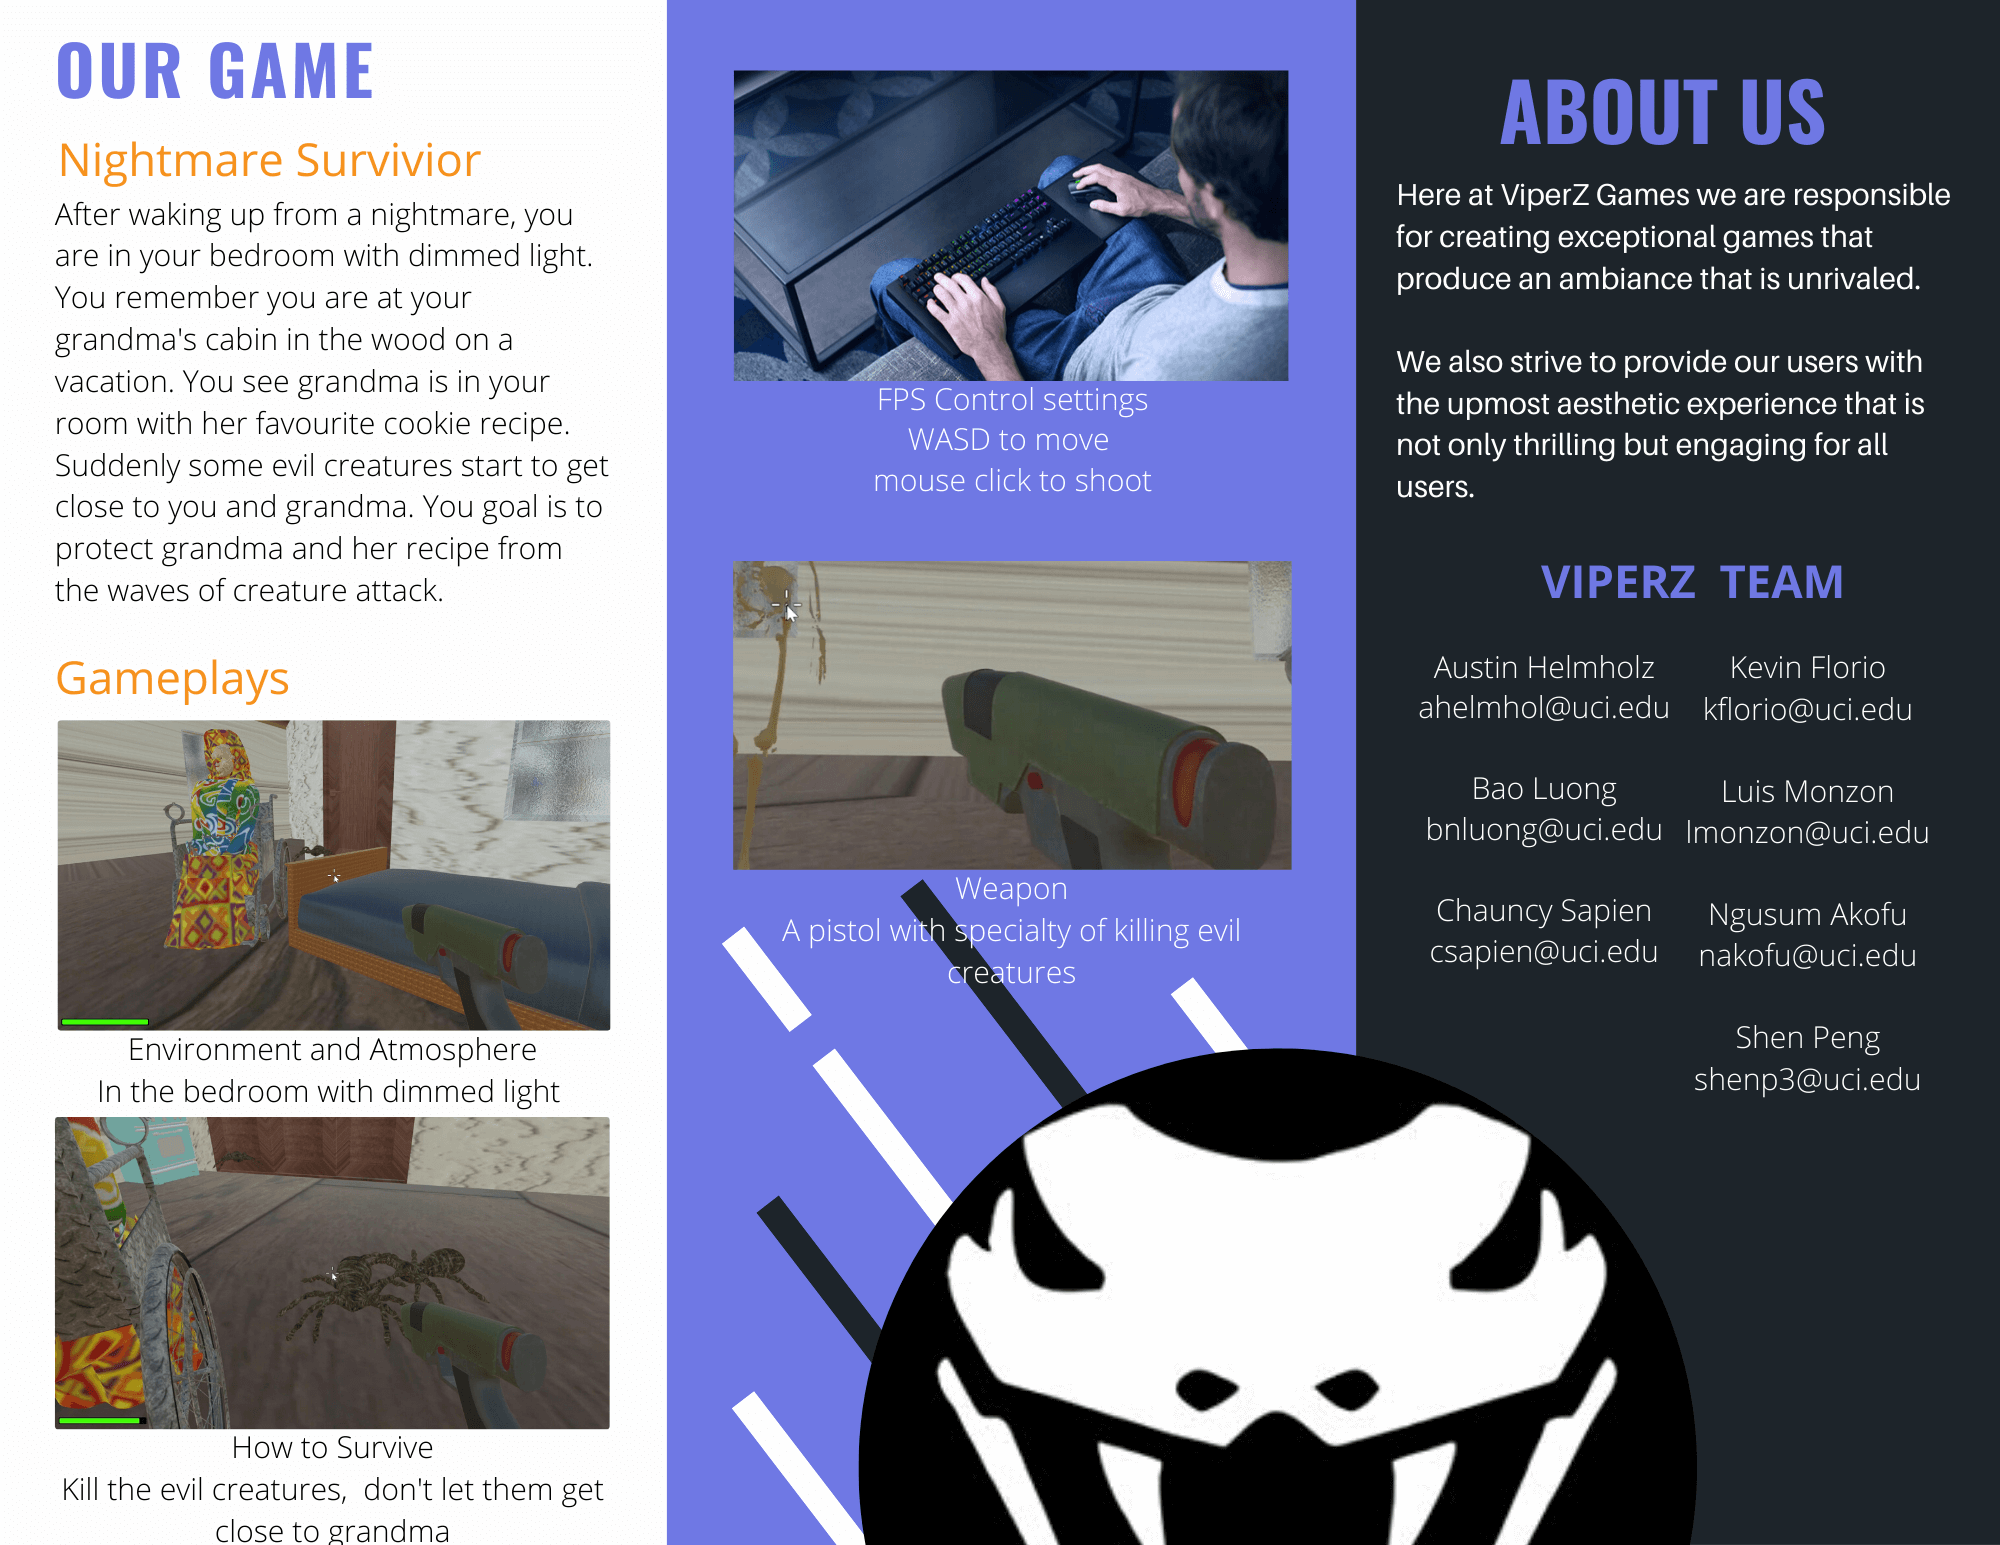 OUR GAME
Nightmare Survivior
After waking up from a nightmare, you
are in your bedroom with dimmed light.
You remember you are at your
grandma's cabin in the wood on a
vacation. You see grandma is in your
room with her favourite cookie recipe.
Suddenly some evil creatures start to get
close to you and grandma. You goal is to
protect grandma and her recipe from
the waves of creature attack.
Gameplays
Environment and Atmosphere
In the bedroom with dimmed light
How to Survive
Kill the evil creatures,  don't let them get
close to grandma
FPS Control settings
WASD to move
mouse click to shoot
Weapon
A pistol with specialty of killing evil
creatures
ABOUT US
Here at ViperZ Games we are responsible
for creating exceptional games that
produce an ambiance that is unrivaled.
We also strive to provide our users with
the upmost aesthetic experience that is
not only thrilling but engaging for all
users.
VIPERZ  TEAM
Austin Helmholz
ahelmhol@uci.edu
Kevin Florio
kflorio@uci.edu
Bao Luong
bnluong@uci.edu
Luis Monzon
lmonzon@uci.edu
Chauncy Sapien
csapien@uci.edu
Ngusum Akofu
nakofu@uci.edu
Shen Peng
shenp3@uci.edu